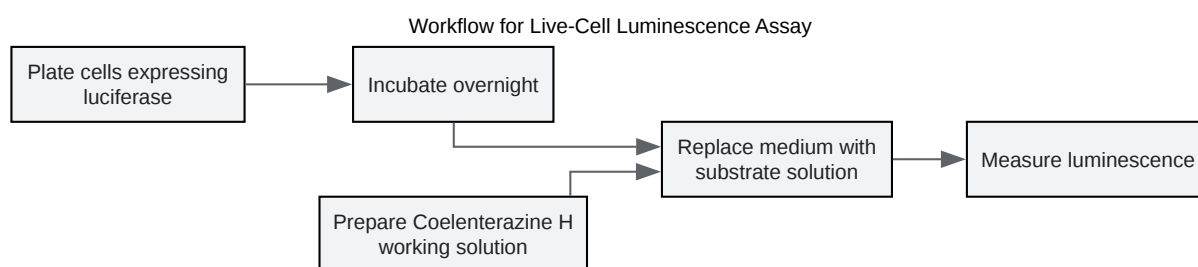 Workflow for Live-Cell Luminescence Assay
Plate cells expressing
luciferase
Incubate overnight
Replace medium with
substrate solution
Measure luminescence
Prepare Coelenterazine H
working solution